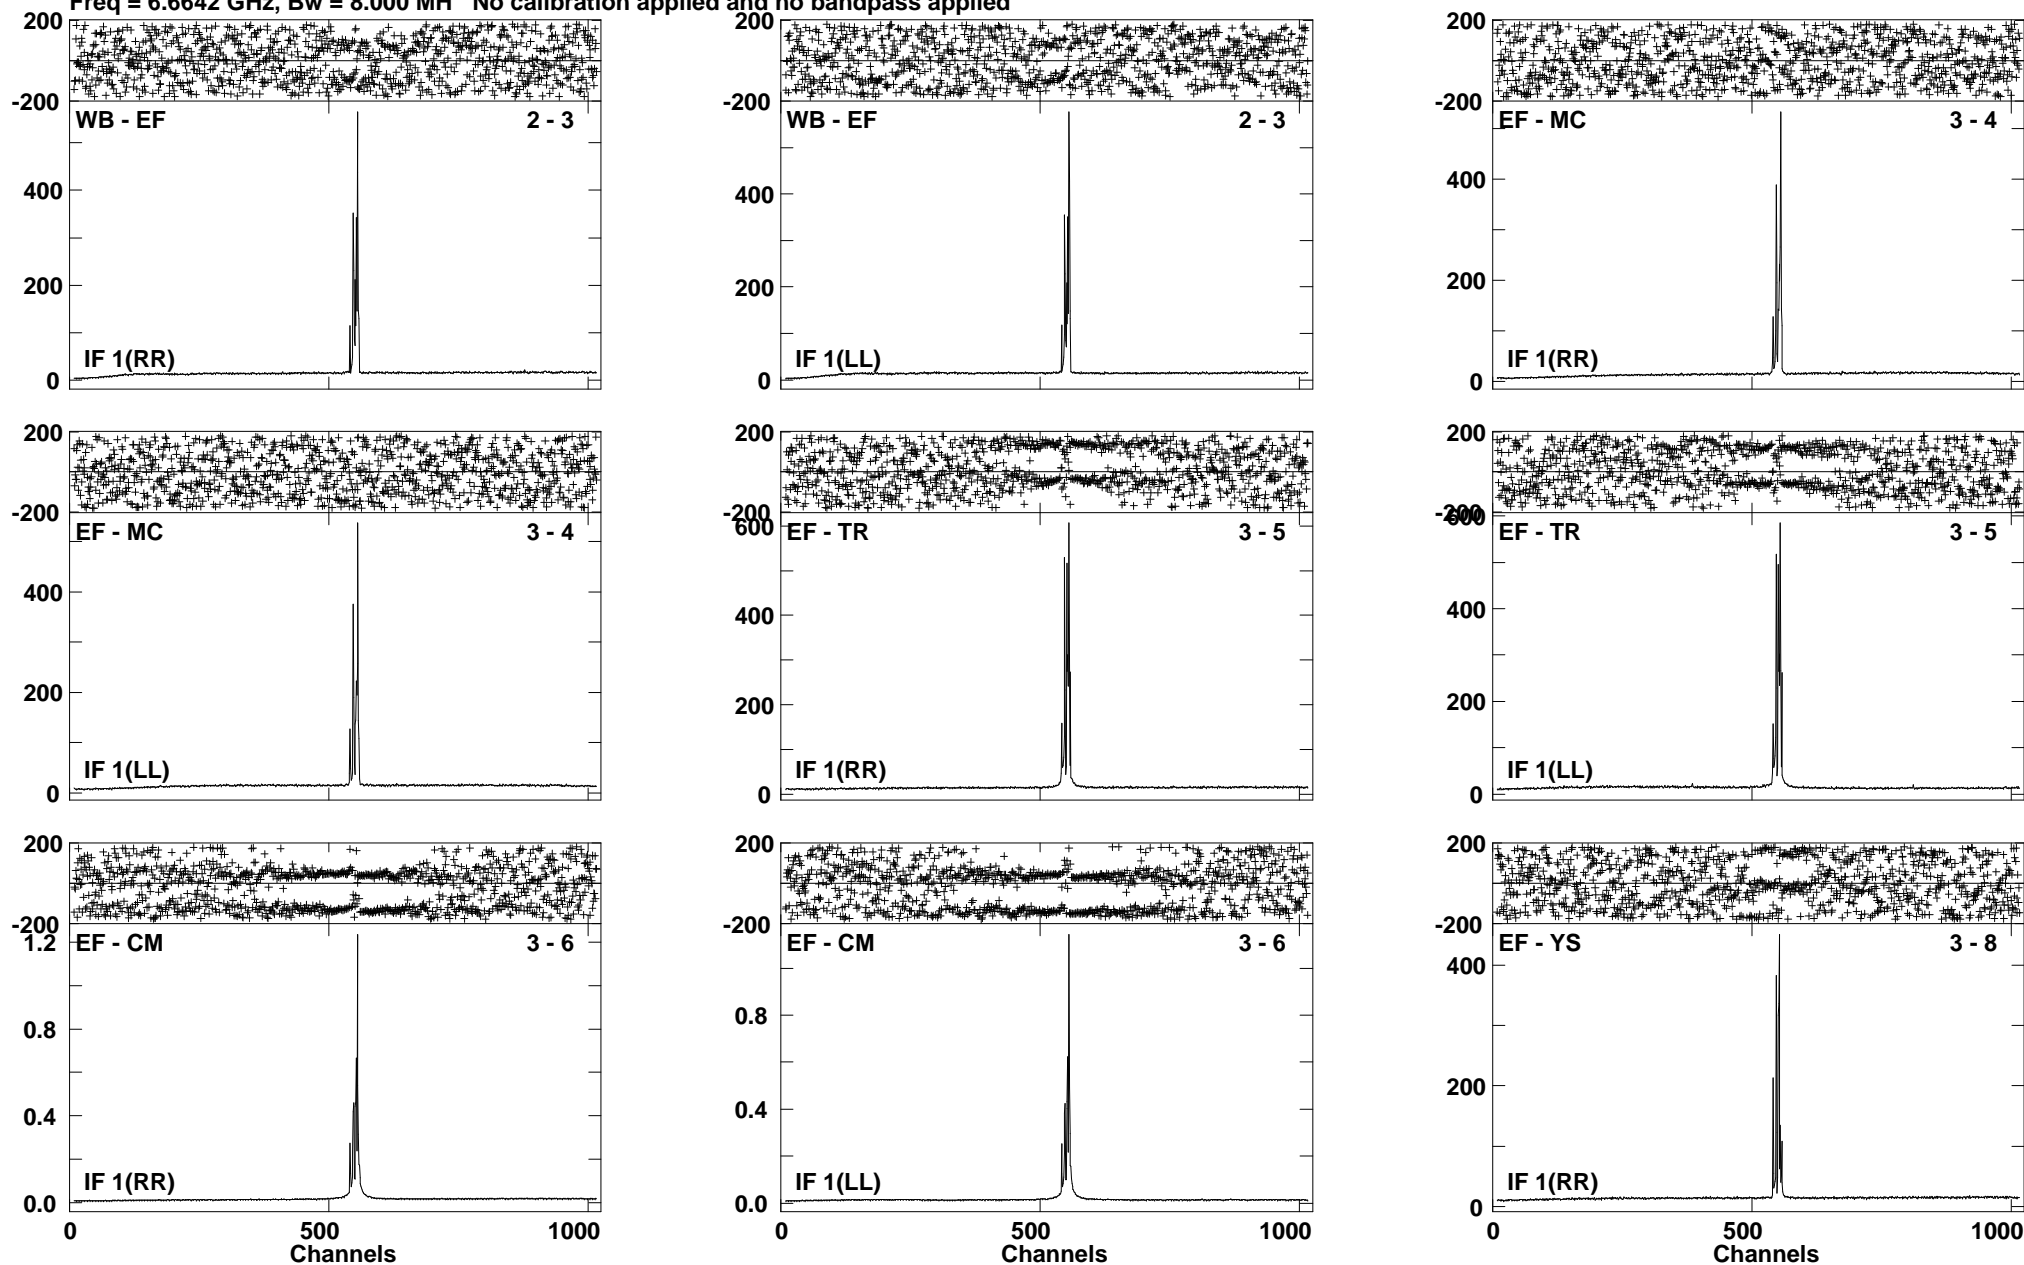 Freq = 6.6642 GHz, Bw = 8.000 MH No calibration applied and no bandpass applied
200
-200
WB - EF 2 - 3
400
200
0
IF 1(RR)
200
-200
WB - EF 2 - 3
400
200
0
IF 1(LL)
200
-200
EF - MC 3 - 4
400
200
0
IF 1(RR)
200
-200
EF - MC 3 - 4
400
200
0
IF 1(LL)
200
-200
600
EF - TR 3 - 5
400
200
0
IF 1(RR)
200
-200
600
EF - TR 3 - 5
400
200
0
IF 1(LL)
200
-200
1.2
EF - CM 3 - 6
0.8
0.4
0.0
IF 1(RR)
0 500 1000
Channels
200
-200
EF - CM 3 - 6
0.8
0.4
0.0
IF 1(LL)
0 500 1000
Channels
200
-200
EF - YS 3 - 8
400
200
0
IF 1(RR)
0 500 1000
Channels